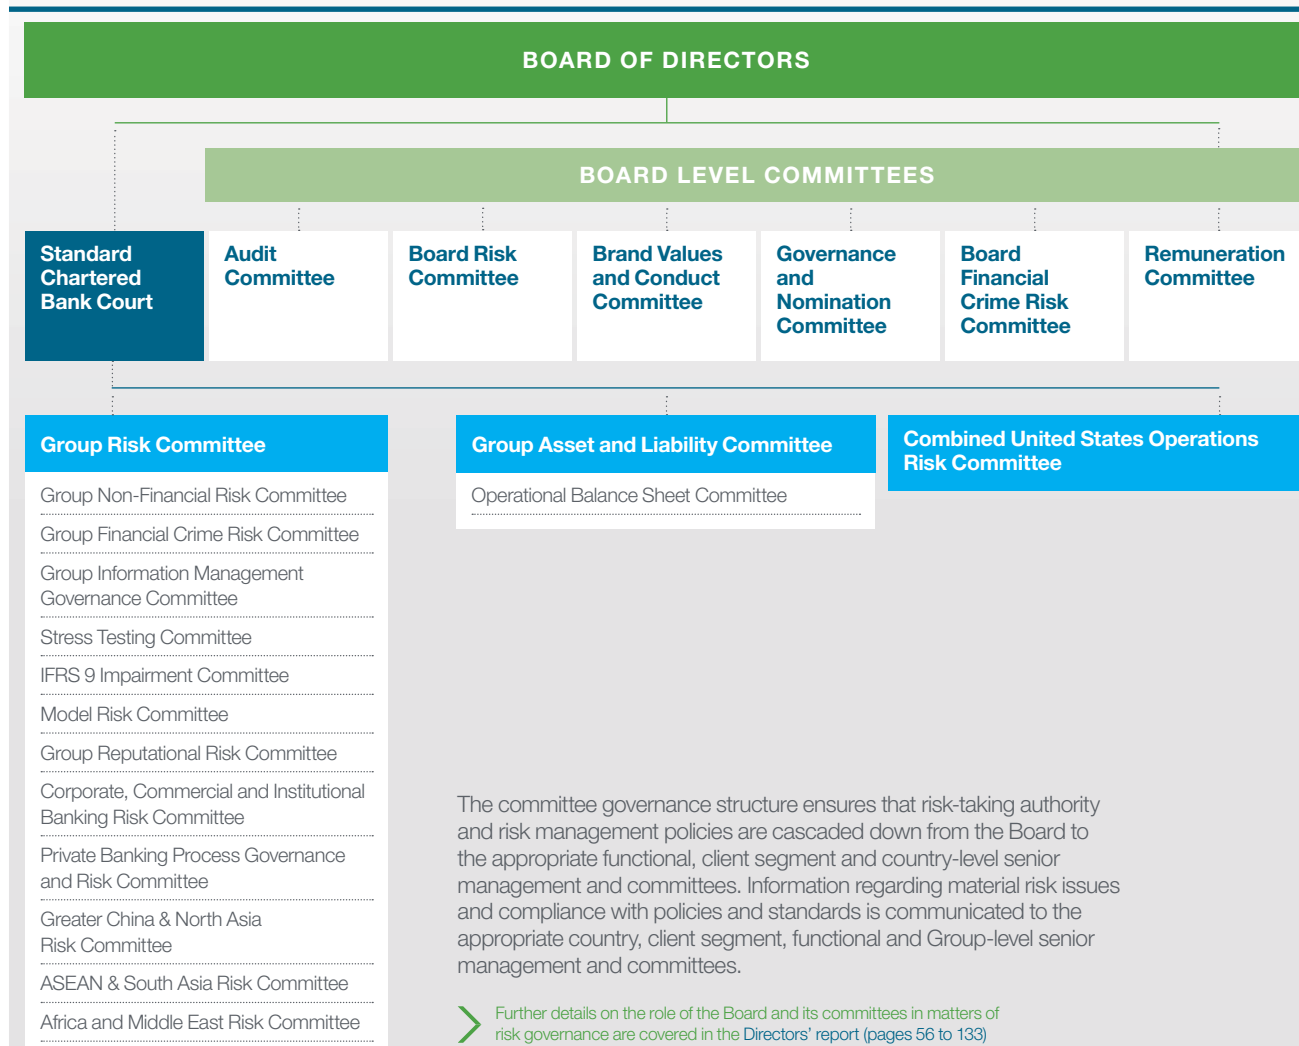 BOARD OF DIRECTORS
BOARD LEVEL COMMITTEES
Standard
Chartered
Bank Court
Audit
Committee
Board Risk
Committee
Brand Values
and Conduct
Committee
Governance
and
Nomination
Committee
Board
Financial
Crime Risk
Committee
Remuneration
Committee
Group Risk Committee
Group Non-Financial Risk Committee
Group Financial Crime Risk Committee
Group Information Management
Governance Committee
Stress Testing Committee
IFRS 9 Impairment Committee
Model Risk Committee
Group Reputational Risk Committee
Corporate, Commercial and Institutional
Banking Risk Committee
Private Banking Process Governance
and Risk Committee
Greater China & North Asia
Risk Committee
ASEAN & South Asia Risk Committee
Africa and Middle East Risk Committee
Group Asset and Liability Committee
Operational Balance Sheet Committee
Combined United States Operations
Risk Committee
The committee governance structure ensures that risk-taking authority
and risk management policies are cascaded down from the Board to
the appropriate functional, client segment and country-level senior
management and committees. Information regarding material risk issues
and compliance with policies and standards is communicated to the
appropriate country, client segment, functional and Group-level senior
management and committees.
Further details on the role of the Board and its committees in matters of
risk governance are covered in the Directors' report (pages 56 to 133)